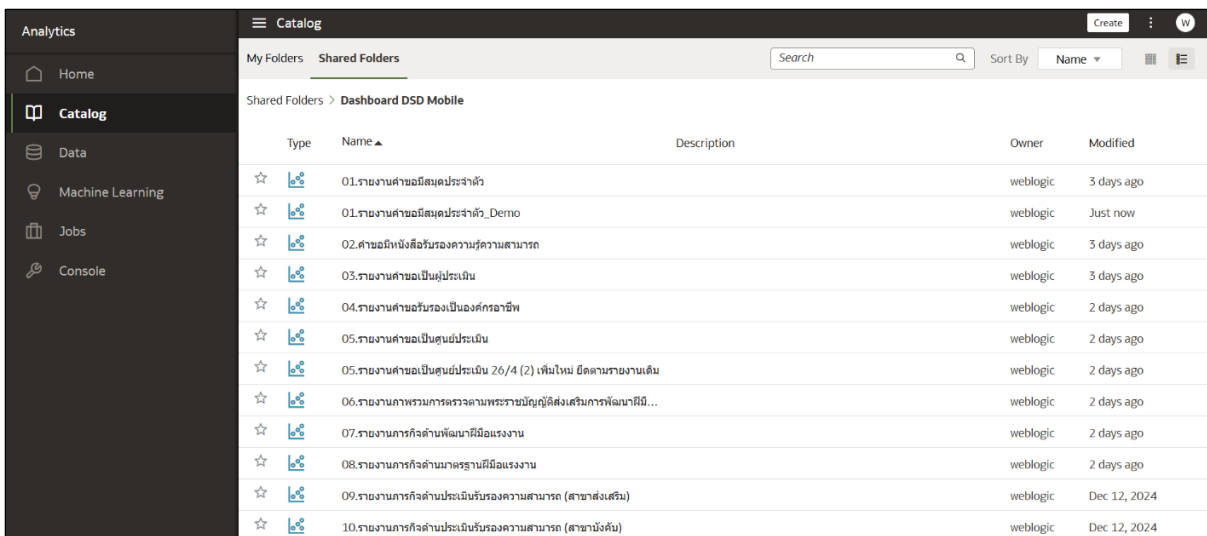 Analytics
Home
Catalog
Data
Machine Learning
Jobs
Console
Catalog Create W
My Folders Shared Folders Search Sort By Name
Shared Folders > Dashboard DSD Mobile
Type Name Description Owner Modified
01.รายงานคำขอมีสมุดประจำตัว weblogic 3 days ago
01.รายงานคำขอมีสมุดประจำตัว_Demo weblogic Just now
02.คำขอมีหนังสือรับรองความรู้ความสามารถ weblogic 3 days ago
03.รายงานคำขอเป็นผู้ประเมิน weblogic 3 days ago
04.รายงานคำขอรับรองเป็นองค์กรอาชีพ weblogic 2 days ago
05.รายงานคำขอเป็นศูนย์ประเมิน weblogic 2 days ago
05.รายงานคำขอเป็นศูนย์ประเมิน 26/4 (2) เพิ่มใหม่ ยึดตามรายงานเดิม weblogic 2 days ago
06.รายงานภาพรวมการตรวจตามพระราชบัญญัติส่งเสริมการพัฒนาฝีมื... weblogic 2 days ago
07.รายงานภารกิจด้านพัฒนาฝีมือแรงงาน weblogic 2 days ago
08.รายงานภารกิจด้านมาตรฐานฝีมือแรงงาน weblogic 2 days ago
09.รายงานภารกิจด้านประเมินรับรองความสามารถ (สาขาส่งเสริม) weblogic Dec 12, 2024
10.รายงานภารกิจด้านประเมินรับรองความสามารถ (สาขาบังคับ) weblogic Dec 12, 2024